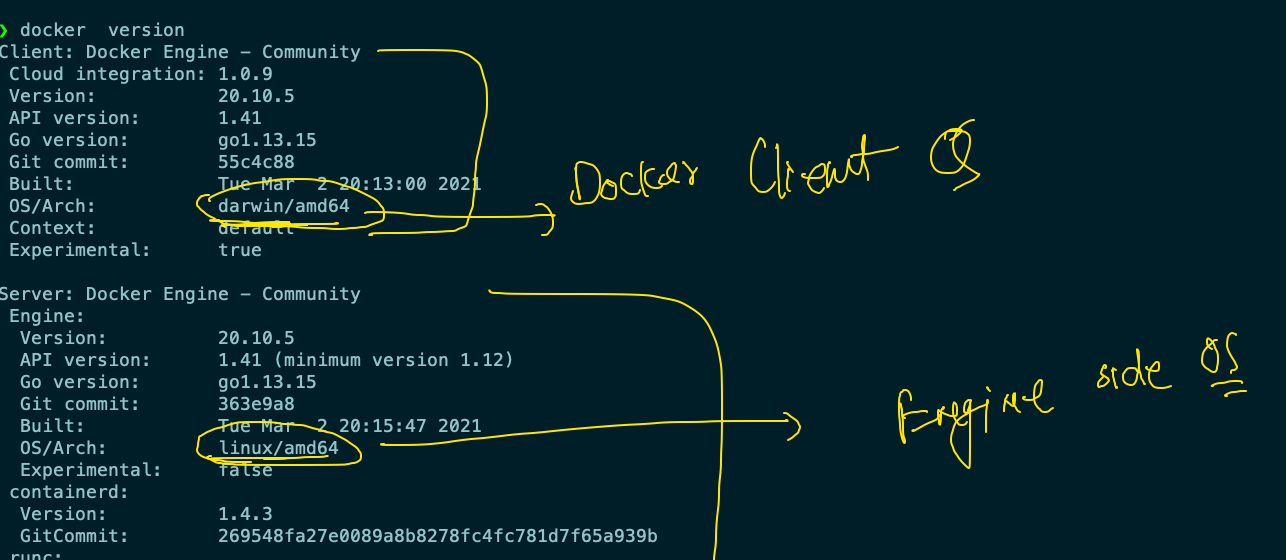 ❯ docker  version
Client: Docker Engine - Community
 Cloud integration: 1.0.9
 Version:           20.10.5
 API version:       1.41
 Go version:        go1.13.15
 Git commit:        55c4c88
 Built:             Tue Mar  2 20:13:00 2021
 OS/Arch:           darwin/amd64
 Context:           default
 Experimental:      true
Docker Client OS
Server: Docker Engine - Community
 Engine:
  Version:          20.10.5
  API version:      1.41 (minimum version 1.12)
  Go version:       go1.13.15
  Git commit:       363e9a8
  Built:            Tue Mar  2 20:15:47 2021
  OS/Arch:          linux/amd64
  Experimental:     false
 containerd:
  Version:          1.4.3
  GitCommit:        269548fa27e0089a8b8278fc4fc781d7f65a939b
 runc:
Engine side OS